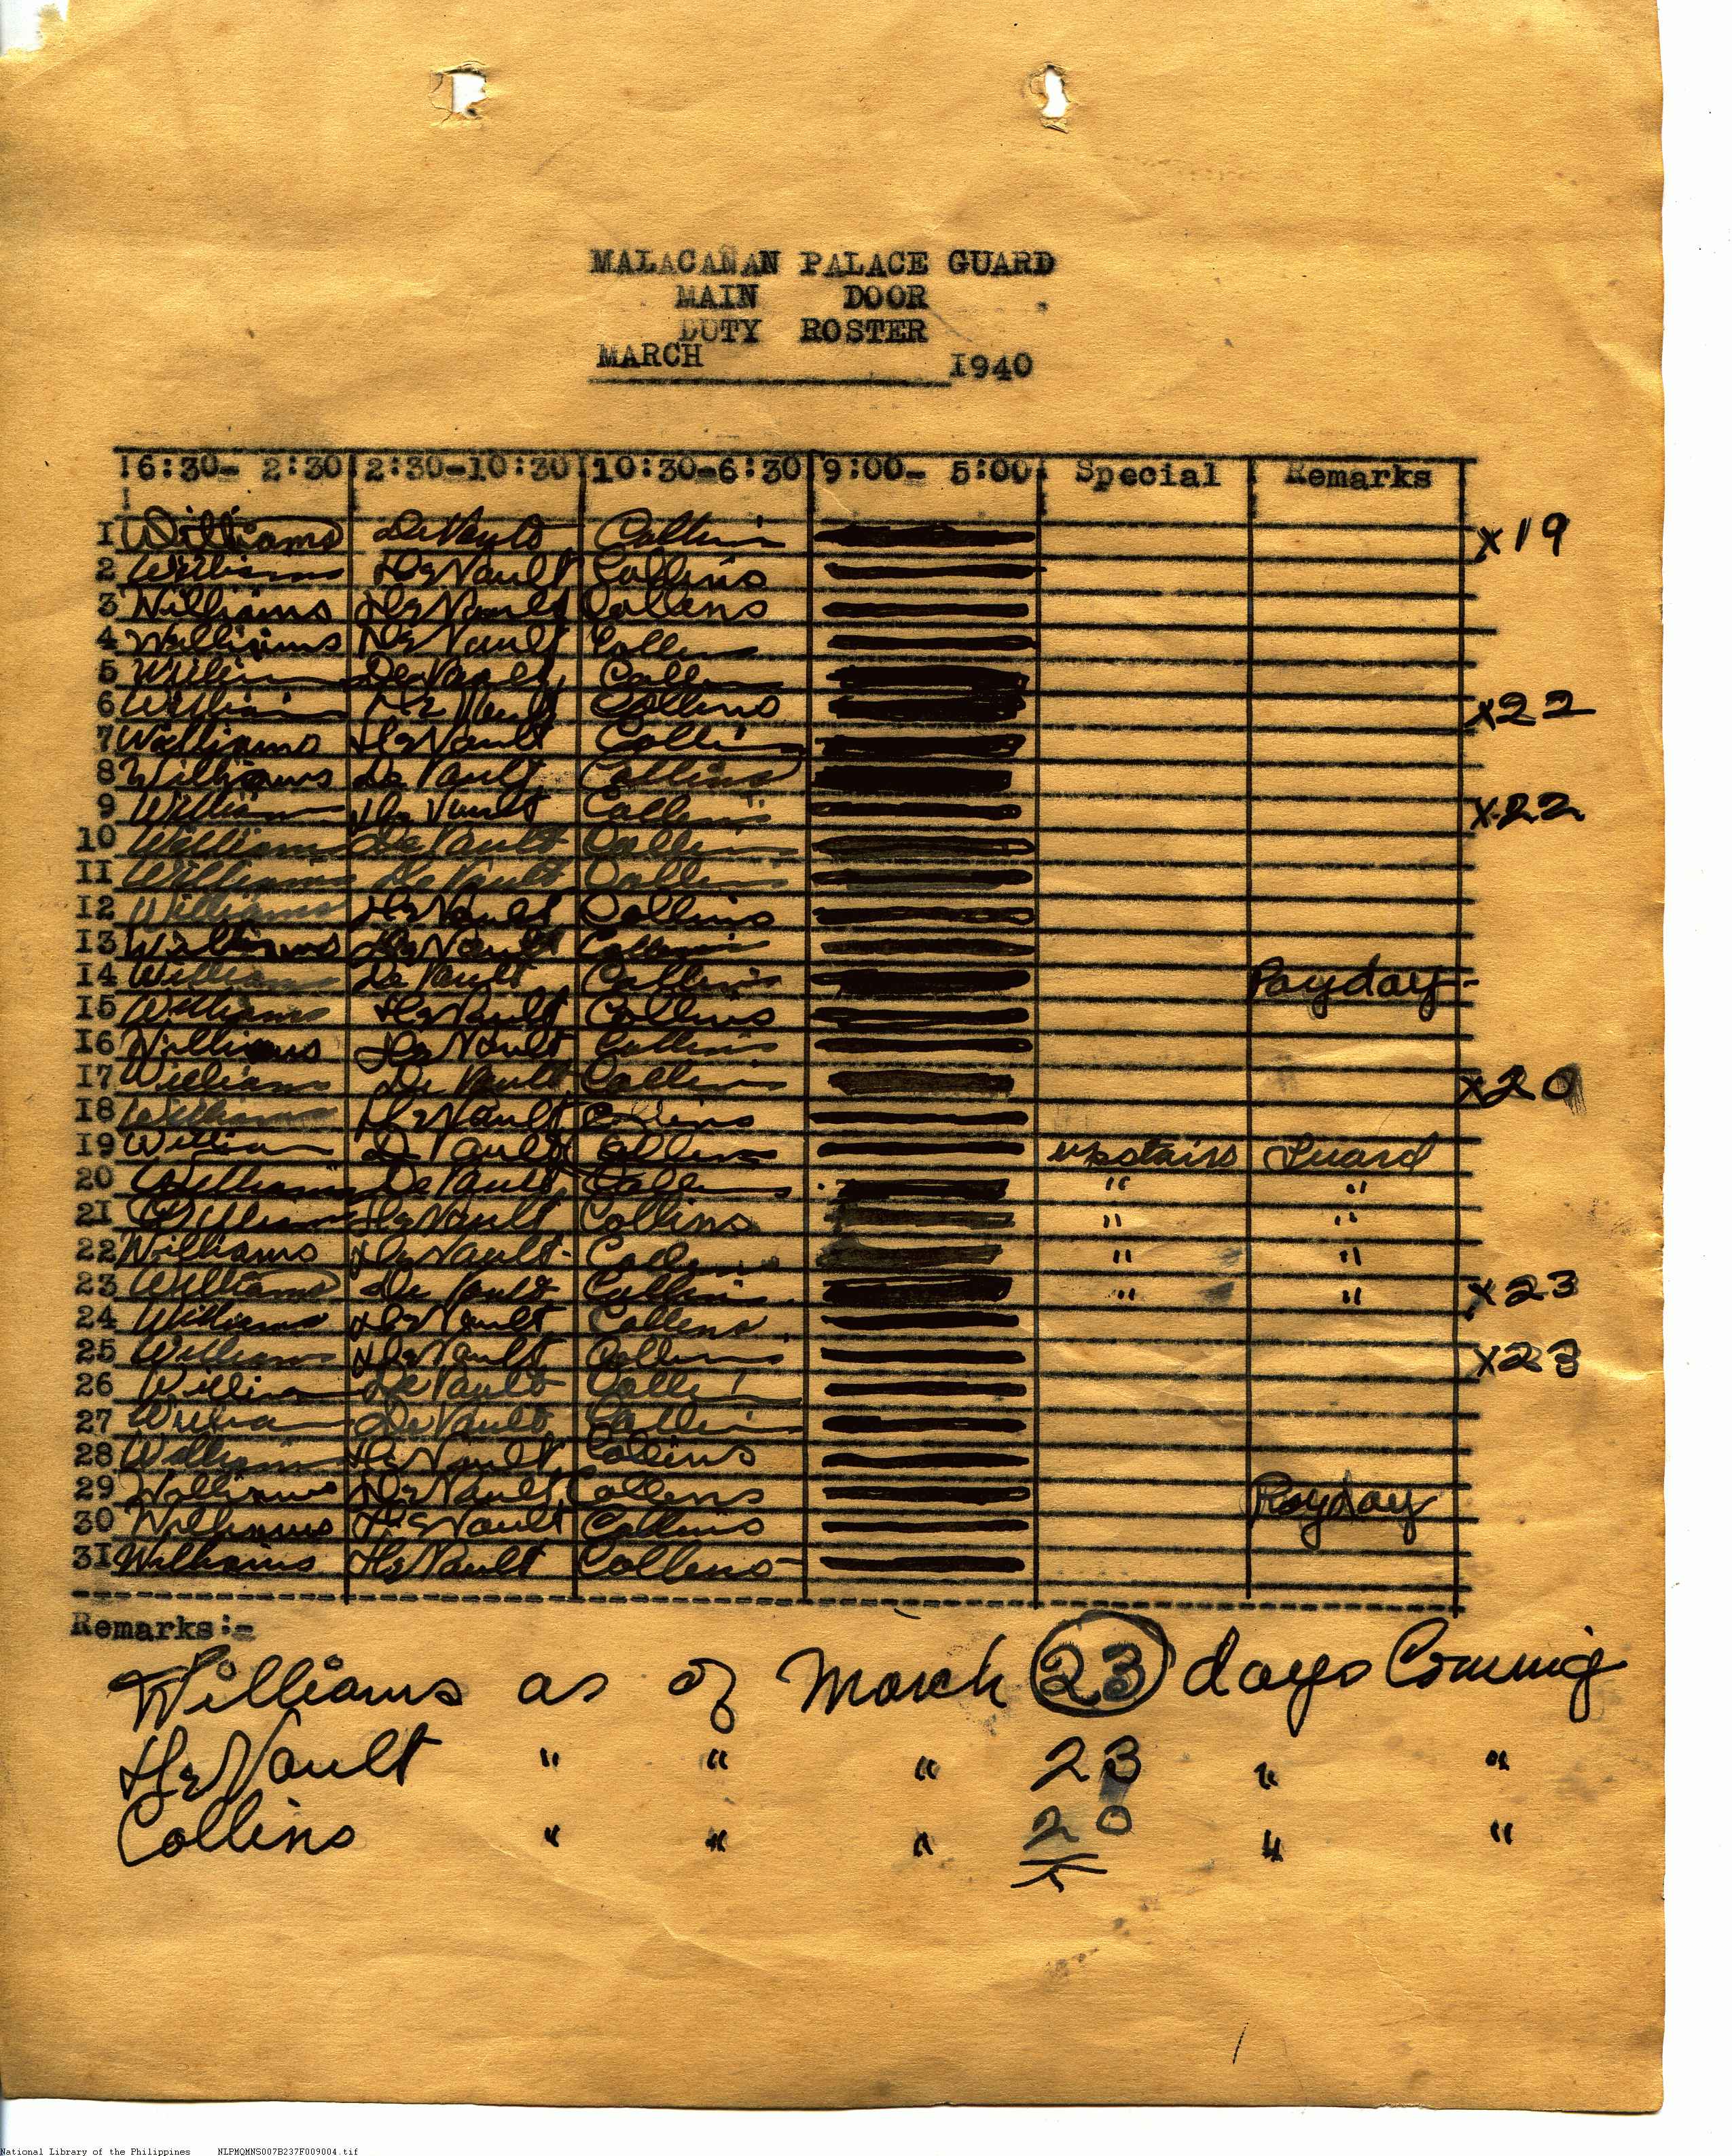 MALACAÑAN PALACE GUARD
MAIN DOOR
DUTY ROSTER
MARCH 1940
6:30- 2:30 2:30-10:30 10:30-6:30 9:00- 5:00 Special Remarks
1 Williams DeVault Collins x19
2 Williams DeVault Collins
3 Williams DeVault Collins
4 Williams DeVault Collins
5 Williams DeVault Collins
6 Williams DeVault Collins x22
7 Williams DeVault Collins
8 Williams DeVault Collins
9 Williams DeVault Collins x22
10 Williams DeVault Collins
11 Williams DeVault Collins
12 Williams DeVault Collins
13 Williams DeVault Collins
14 Williams DeVault Collins Payday-
15 Williams DeVault Collins
16 Williams DeVault Collins
17 Williams DeVault Collins x20
18 Williams DeVault Collins
19 Williams DeVault Collins upstairs Guard
20 Williams DeVault Collins " "
21 Williams DeVault Collins " "
22 Williams DeVault Collins " "
23 Williams DeVault Collins " " x23
24 Williams DeVault Collins
25 Williams DeVault Collins x23
26 Williams DeVault Collins
27 Williams DeVault Collins
28 Williams DeVault Collins
29 Williams DeVault Collins Payday
30 Williams DeVault Collins
31 Williams DeVault Collins
Remarks:-
Williams as of March 23 days Coming
DeVault " " " 23 " "
Collins " " " 20 " "
National Library of the Philippines NLPMQMNS007B237F009004.tif